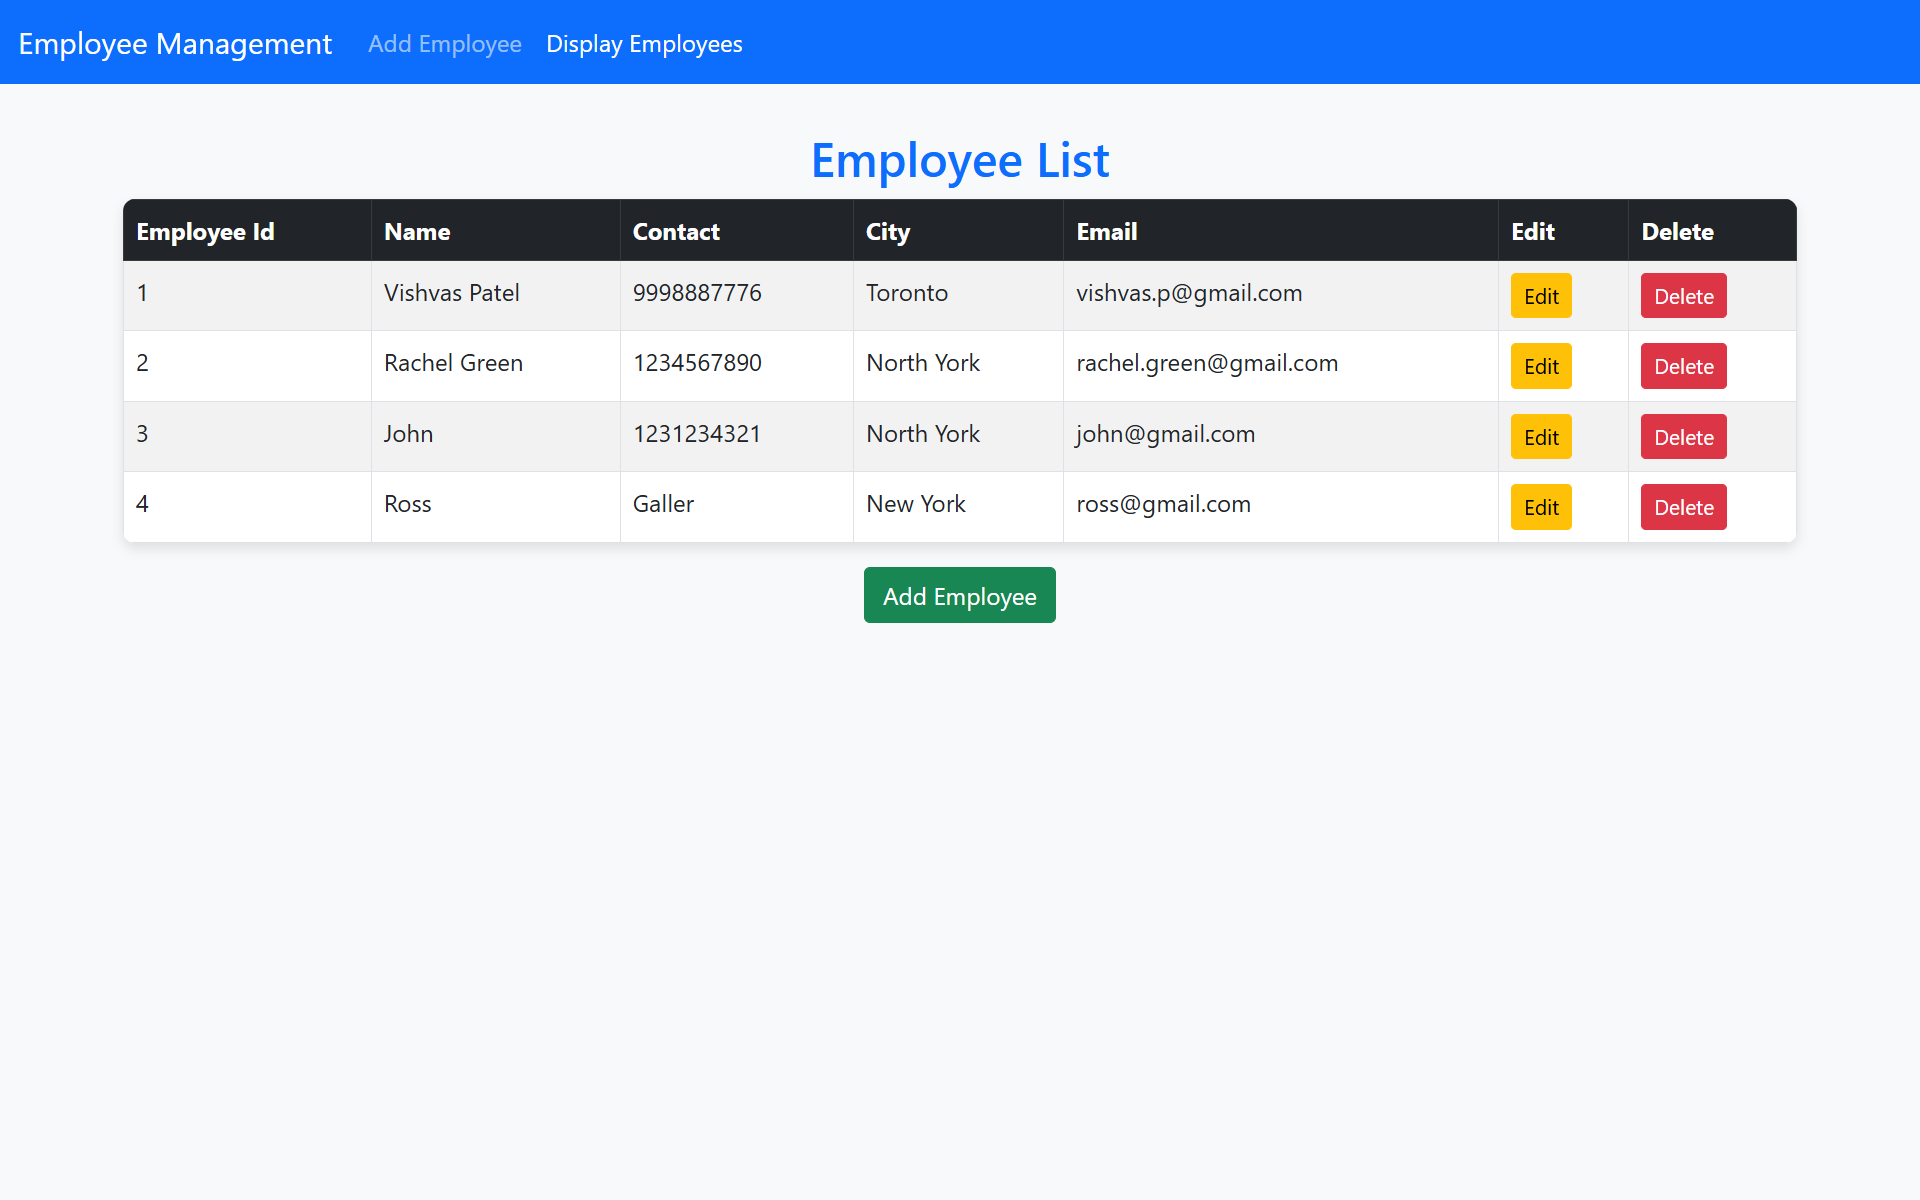 Employee Management Add Employee Display Employees
Employee List
Employee Id Name Contact City Email Edit Delete
1 Vishvas Patel 9998887776 Toronto vishvas.p@gmail.com Edit Delete
2 Rachel Green 1234567890 North York rachel.green@gmail.com Edit Delete
3 John 1231234321 North York john@gmail.com Edit Delete
4 Ross Galler New York ross@gmail.com Edit Delete
Add Employee